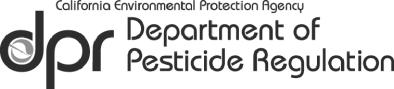 California Environmental Protection Agency
dpr Department of
Pesticide Regulation